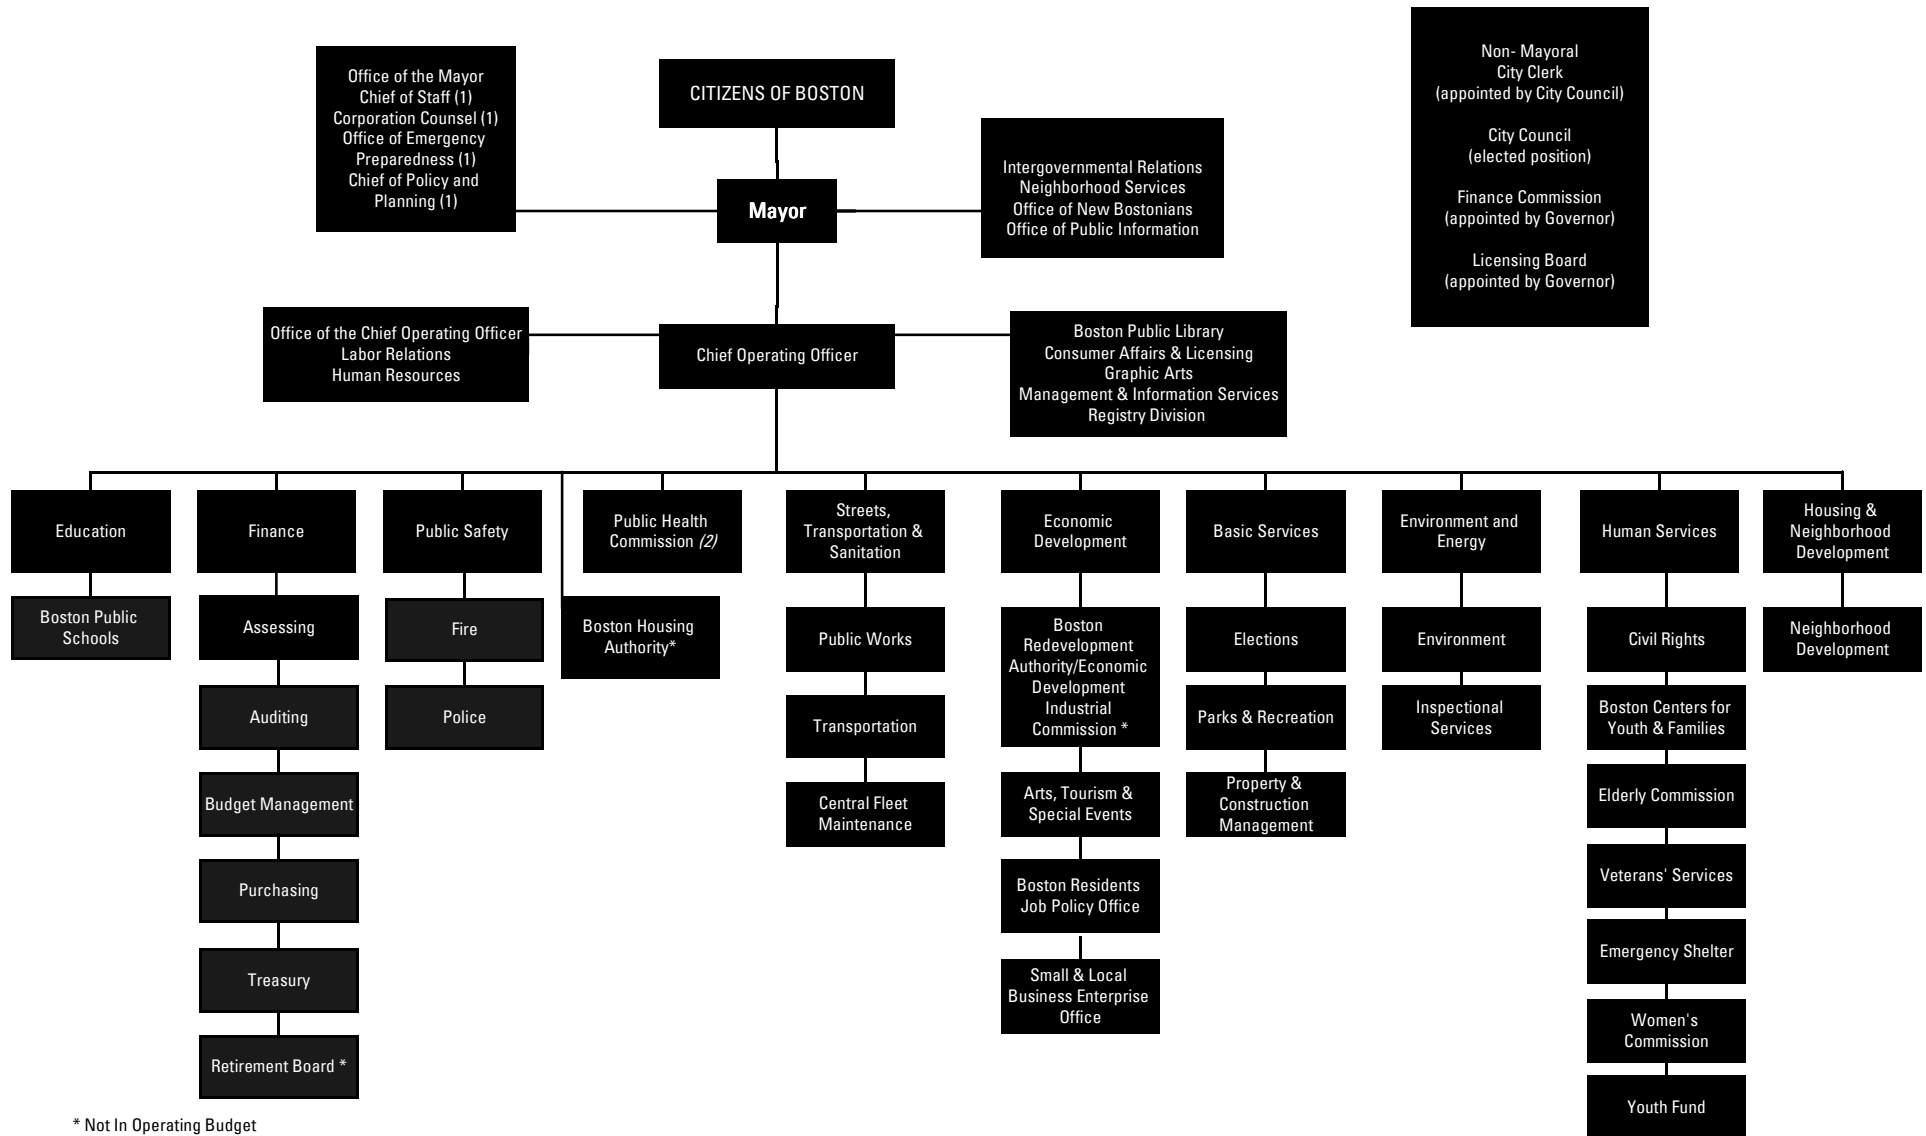 Office of the Mayor
Chief of Staff (1)
Corporation Counsel (1)
Office of Emergency
Preparedness (1)
Chief of Policy and
Planning (1)
CITIZENS OF BOSTON
Mayor
Intergovernmental Relations
Neighborhood Services
Office of New Bostonians
Office of Public Information
Non- Mayoral
City Clerk
(appointed by City Council)
City Council
(elected position)
Finance Commission
(appointed by Governor)
Licensing Board
(appointed by Governor)
Office of the Chief Operating Officer
Labor Relations
Human Resources
Chief Operating Officer
Boston Public Library
Consumer Affairs & Licensing
Graphic Arts
Management & Information Services
Registry Division
Education
Boston Public
Schools
Finance
Assessing
Auditing
Budget Management
Purchasing
Treasury
Retirement Board *
Public Safety
Fire
Police
Boston Housing
Authority*
Public Health
Commission (2)
Streets,
Transportation &
Sanitation
Public Works
Transportation
Central Fleet
Maintenance
Economic
Development
Boston
Redevelopment
Authority/Economic
Development
Industrial
Commission *
Arts, Tourism &
Special Events
Boston Residents
Job Policy Office
Small & Local
Business Enterprise
Office
Basic Services
Elections
Parks & Recreation
Property &
Construction
Management
Environment and
Energy
Environment
Inspectional
Services
Human Services
Civil Rights
Boston Centers for
Youth & Families
Elderly Commission
Veterans' Services
Emergency Shelter
Women's
Commission
Youth Fund
Housing &
Neighborhood
Development
Neighborhood
Development
* Not In Operating Budget